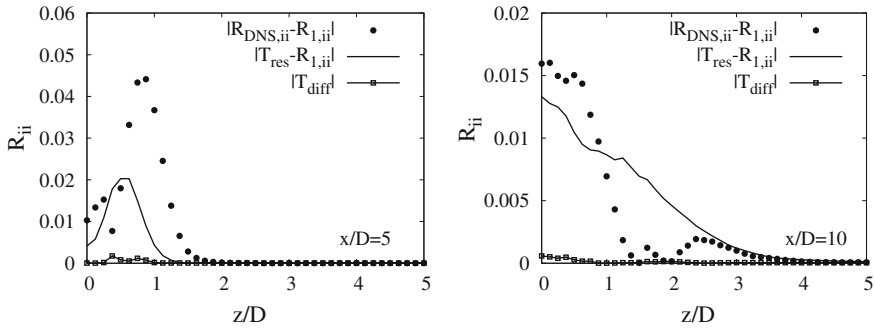 0.06
0.05
0.04
0.03
0.02
0.01
0
R_ii
|R_DNS,ii-R_1,ii|
|T_res-R_1,ii|
|T_diff|
x/D=5
0 1 2 3 4 5
z/D
0.02
0.015
0.01
0.005
0
R_ii
|R_DNS,ii-R_1,ii|
|T_res-R_1,ii|
|T_diff|
x/D=10
0 1 2 3 4 5
z/D